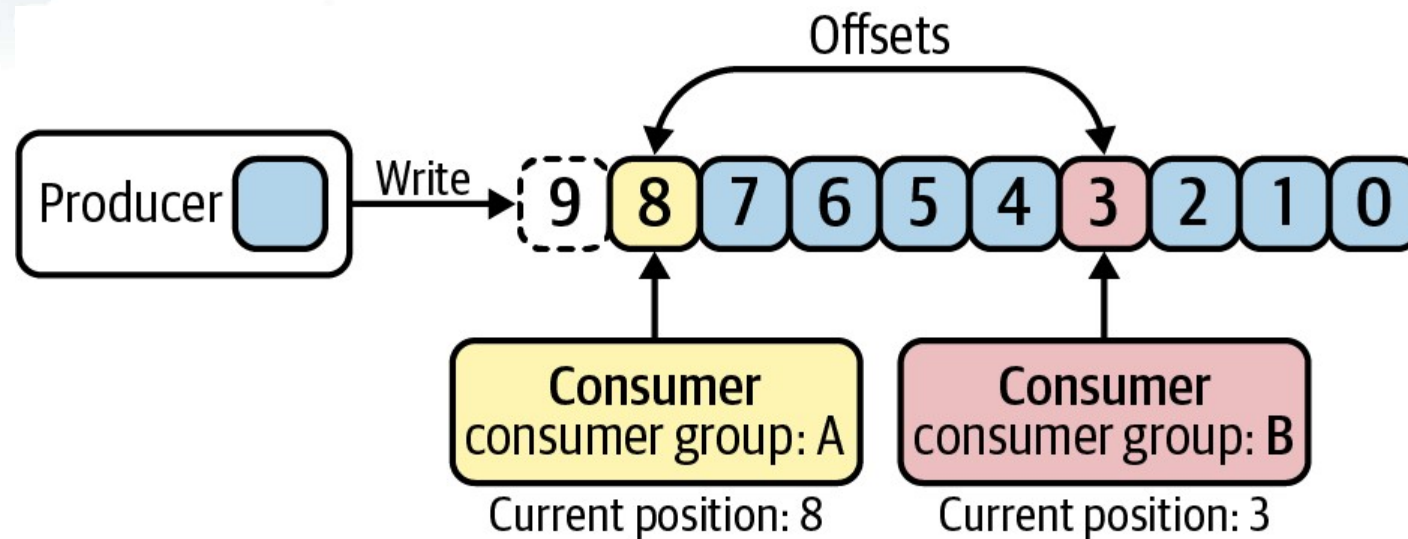 Offsets
Producer
Write
9 8 7 6 5 4 3 2 1 0
Consumer
consumer group: A
Current position: 8
Consumer
consumer group: B
Current position: 3